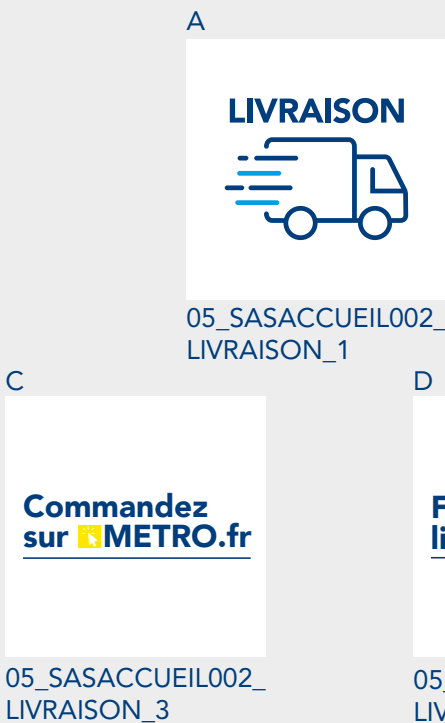 A
LIVRAISON
05_SASACCUEIL002_
LIVRAISON_1
C
Commandez
sur METRO.fr
05_SASACCUEIL002_
LIVRAISON_3
D